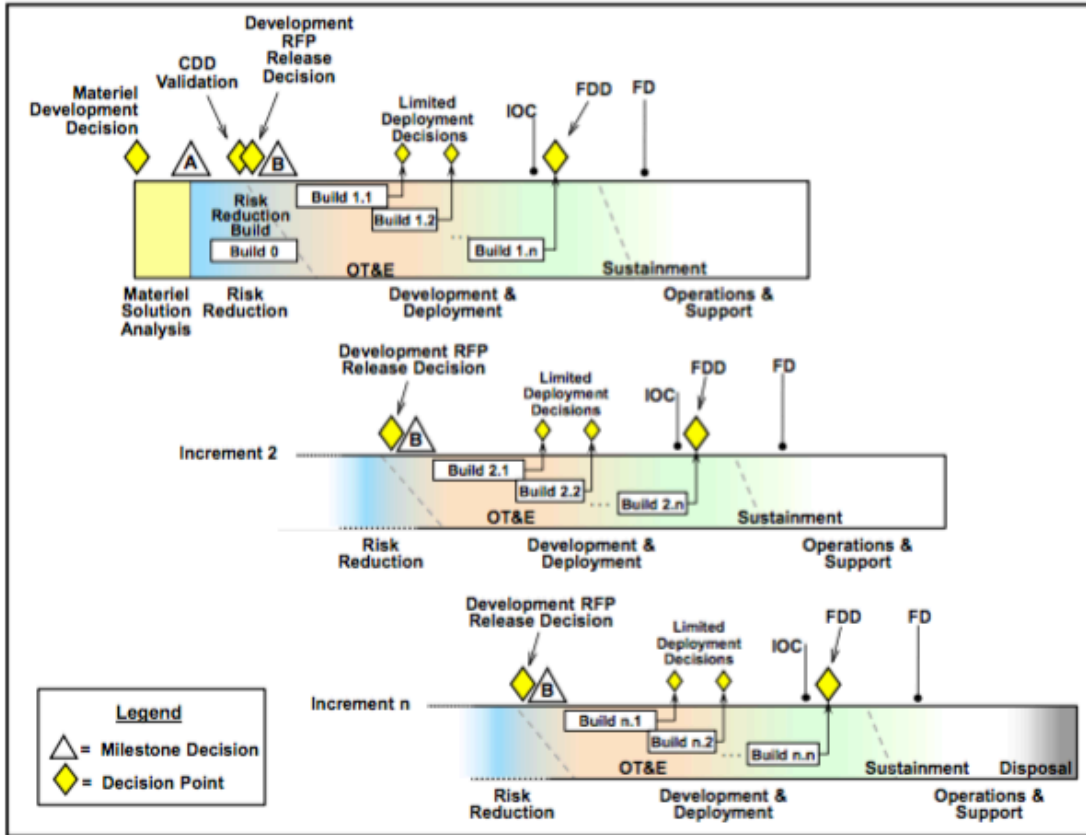 Development
RFP
Release
Decision
CDD
Validation
Materiel
Development
Decision
Limited
Deployment
Decisions
IOC
FDD
FD
A
B
Risk
Reduction
Build
Build 0
Build 1.1
Build 1.2
...
Build 1.n
OT&E
Sustainment
Materiel
Solution
Analysis
Risk
Reduction
Development &
Deployment
Operations &
Support
Development RFP
Release Decision
Limited
Deployment
Decisions
IOC
FDD
FD
B
Increment 2
Build 2.1
Build 2.2
...
Build 2.n
OT&E
Sustainment
Risk
Reduction
Development &
Deployment
Operations &
Support
Development RFP
Release Decision
Limited
Deployment
Decisions
IOC
FDD
FD
B
Increment n
Build n.1
Build n.2
...
Build n.n
OT&E
Sustainment
Disposal
Risk
Reduction
Development &
Deployment
Operations &
Support
Legend
= Milestone Decision
= Decision Point